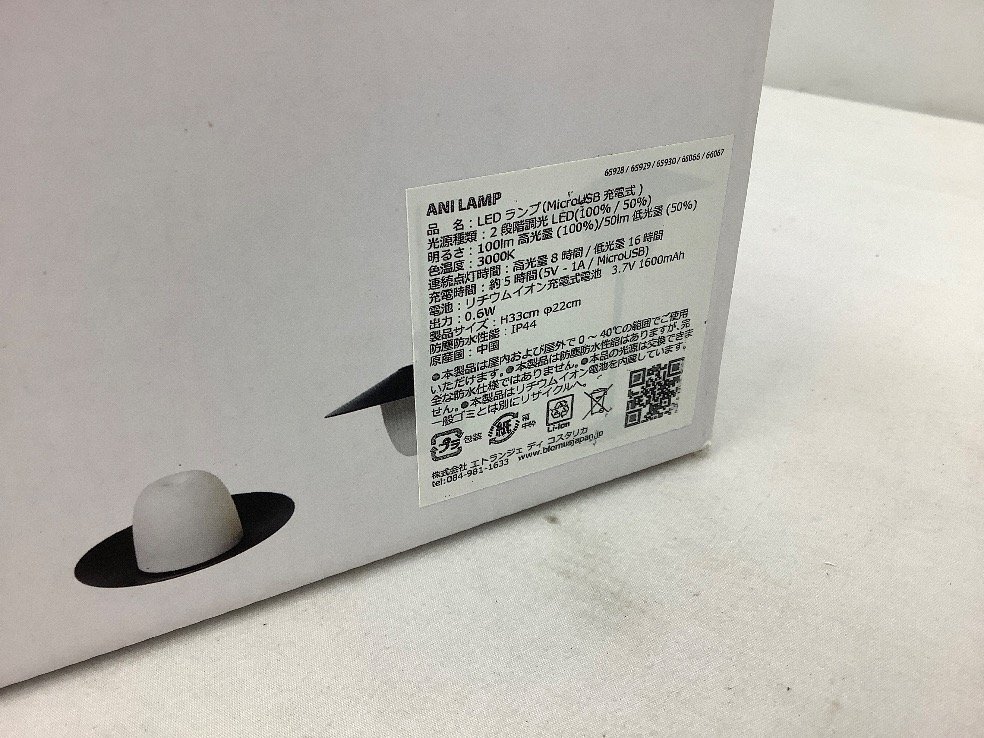 65928 / 65929 / 65930 / 66066 / 66067
ANI LAMP
品　名：LED ランプ(MicroUSB 充電式 )
光源種類：2 段階調光 LED(100% / 50%)
明るさ：100lm 高光量 (100%)/50lm 低光量 (50%)
色温度：3000K
連続点灯時間：高光量 8 時間 / 低光量 16 時間
充電時間：約 5 時間(5V - 1A / MicroUSB)
電池：リチウムイオン充電式電池　3.7V 1600mAh
出力：0.6W
製品サイズ：H33cm φ22cm
防塵防水性能：IP44
原産国：中国
●本製品は屋内および屋外で 0 ~ 40℃の範囲でご使用
いただけます。●本製品は防塵防水性能はありますが、完
全な防水仕様ではありません。●本品の光源は交換できま
せん。●本製品はリチウムイオン電池を内蔵しています。
一般ゴミとは別にリサイクルへ。
プラ 包装 紙 箱 中枠 Li-ion
株式会社 エトランジェ ディ コスタリカ
tel:084-981-1633 www.blomusjapan.jp